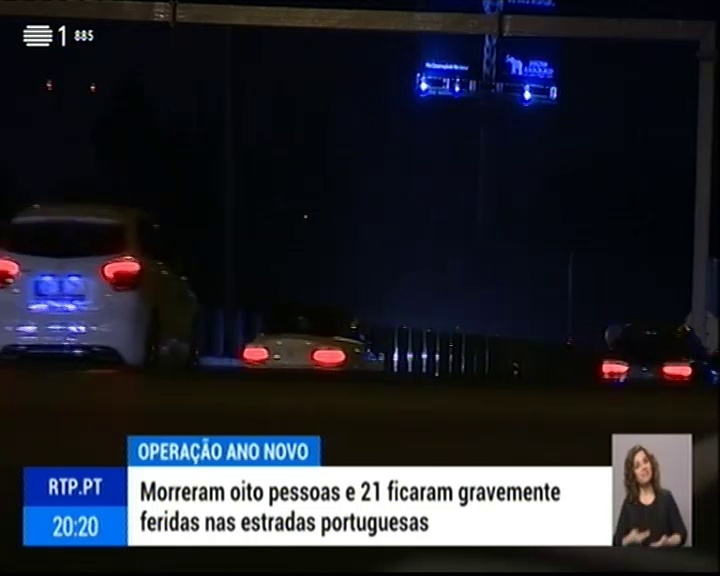 1 885
OPERAÇÃO ANO NOVO
RTP.PT
Morreram oito pessoas e 21 ficaram gravemente
20:20
feridas nas estradas portuguesas